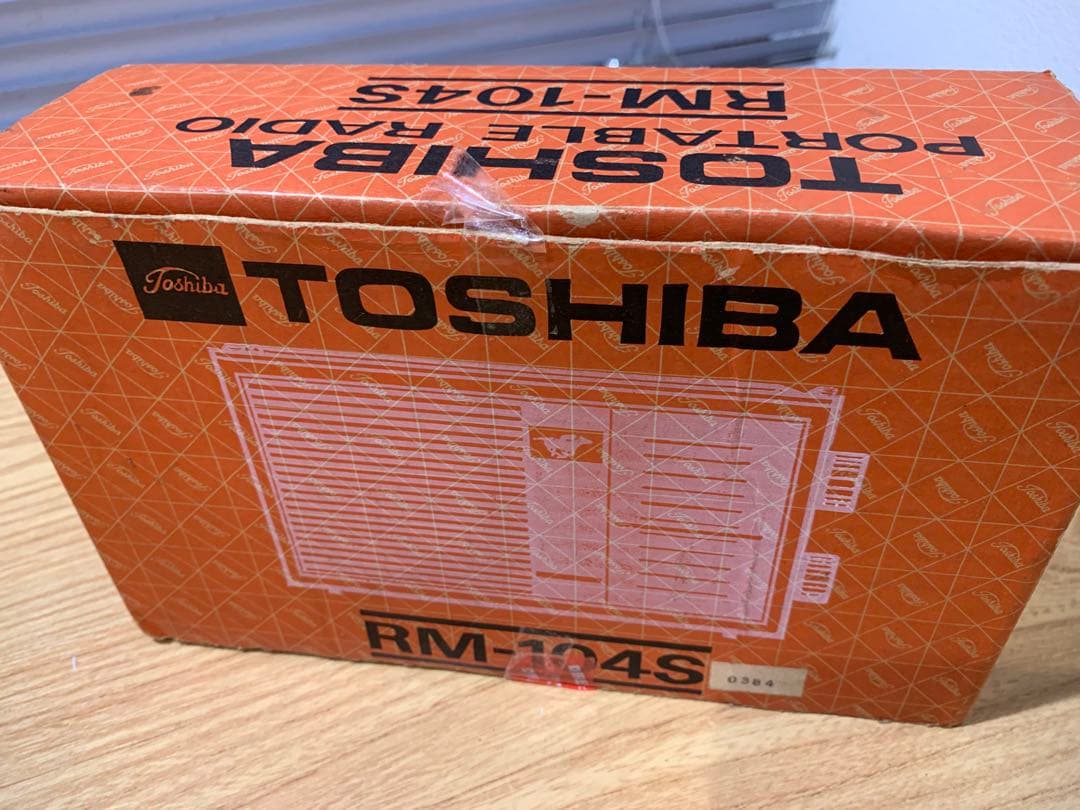 RM-104S
PORTABLE RADIO
TOSHIBA
Toshiba TOSHIBA
RM-104S
0384